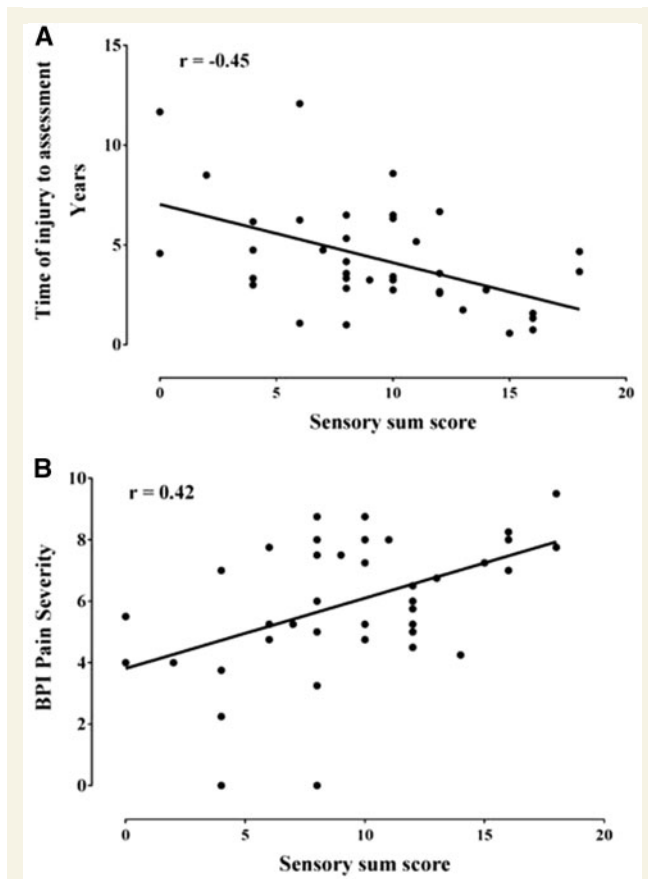 A
r = -0.45
Time of injury to assessment
Years
15
10
5
0
0 5 10 15 20
Sensory sum score
B
r = 0.42
BPI Pain Severity
10
8
6
4
2
0
0 5 10 15 20
Sensory sum score